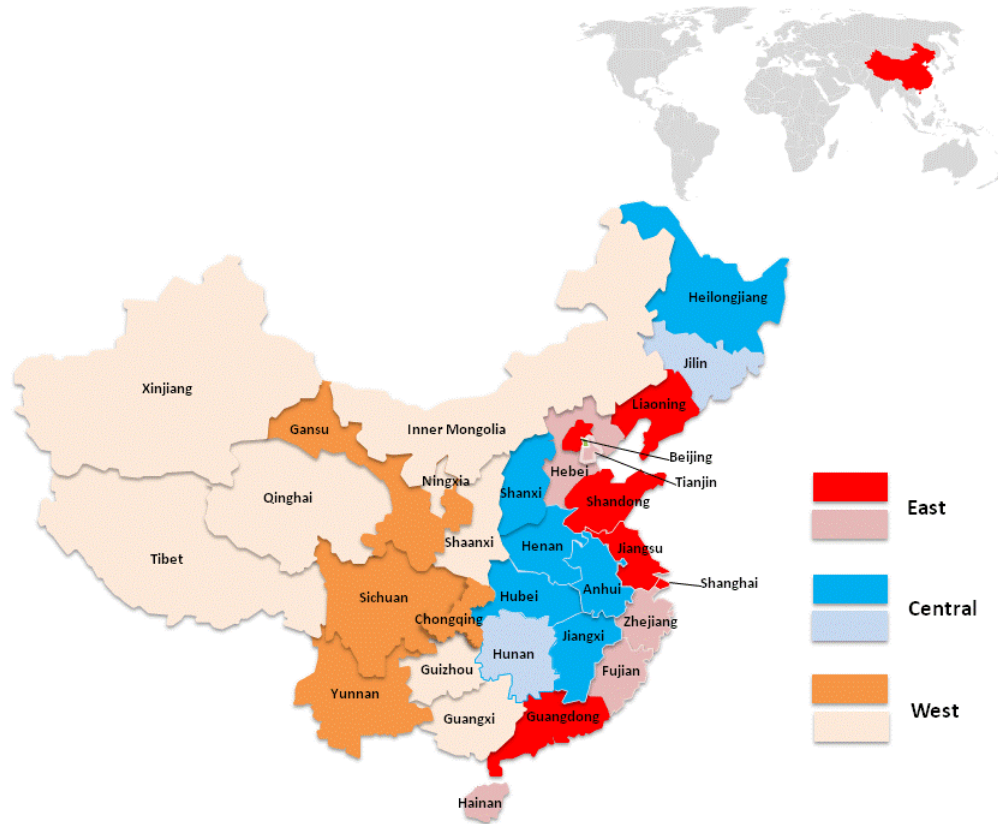 Heilongjiang
Jilin
Xinjiang
Liaoning
Gansu
Inner Mongolia
Beijing
Hebei
Ningxia
Tianjin
Shanxi
Qinghai
Shandong
East
Shaanxi
Henan
Jiangsu
Tibet
Shanghai
Anhui
Sichuan
Hubei
Central
Chongqing
Zhejiang
Jiangxi
Hunan
Guizhou
Fujian
Yunnan
West
Guangxi
Guangdong
Hainan